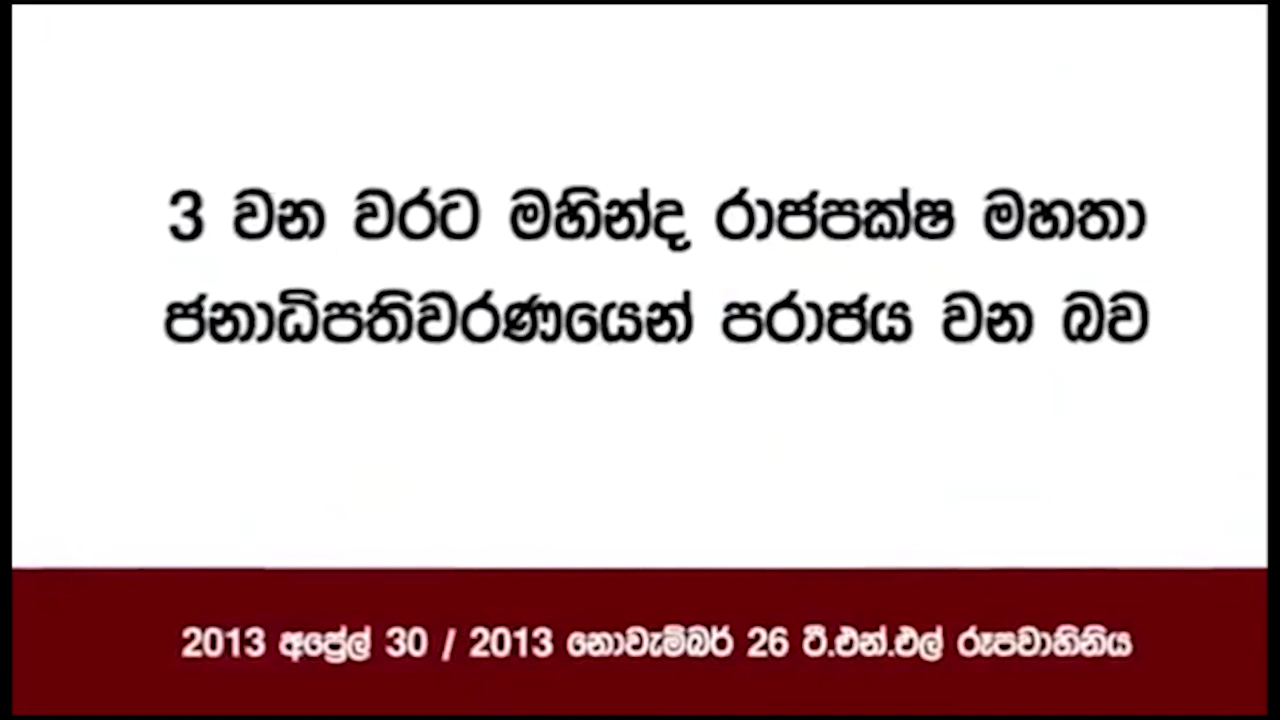 3 වන වරට මහින්ද රාජපක්ෂ මහතා
ජනාධිපතිවරණයෙන් පරාජය වන බව
2013 අප්‍රේල් 30 / 2013 නොවැම්බර් 26 ටී.එන්.එල් රූපවාහිනිය